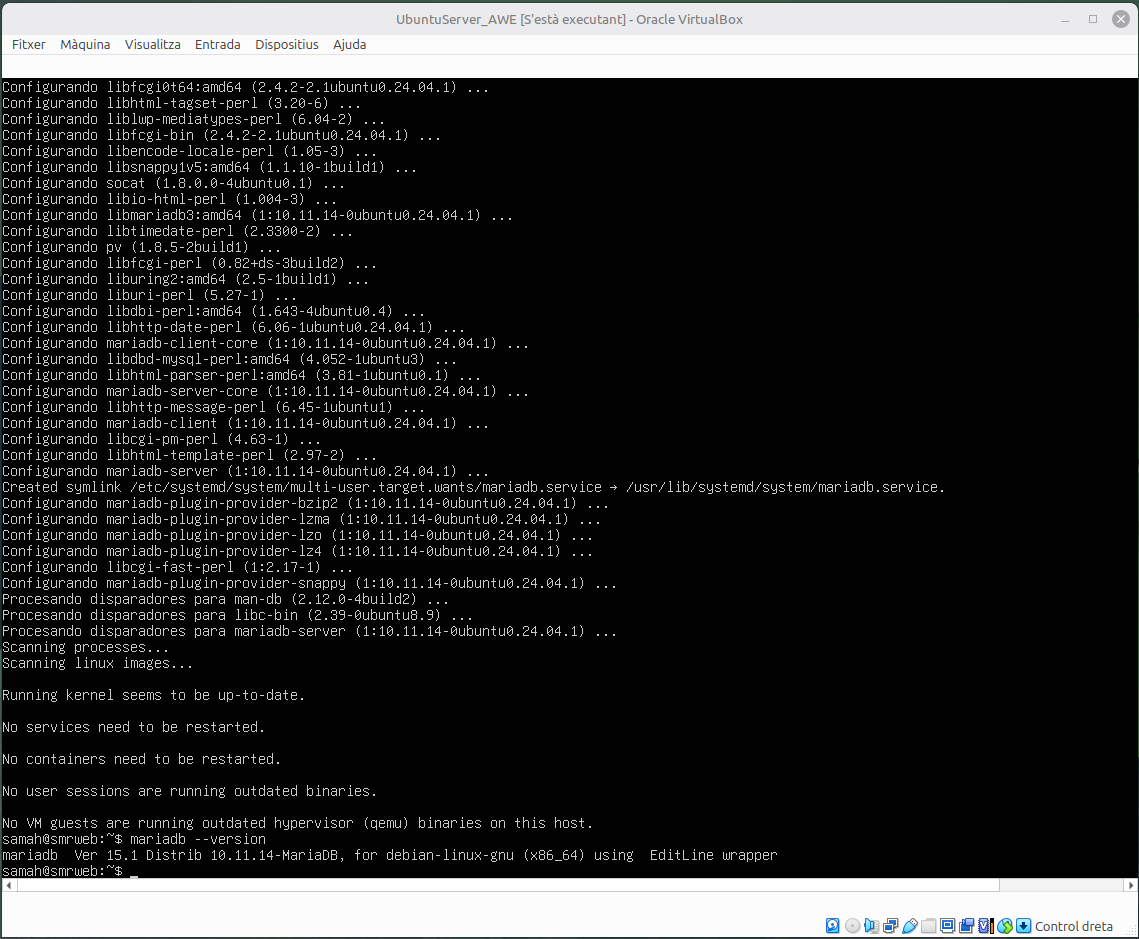 UbuntuServer_AWE [S'està executant] - Oracle VirtualBox
Fitxer Màquina Visualitza Entrada Dispositius Ajuda
Configurando libfcgi0t64:amd64 (2.4.2-2.1ubuntu0.24.04.1) ...
Configurando libhtml-tagset-perl (3.20-6) ...
Configurando liblwp-mediatypes-perl (6.04-2) ...
Configurando libfcgi-bin (2.4.2-2.1ubuntu0.24.04.1) ...
Configurando libencode-locale-perl (1.05-3) ...
Configurando libsnappy1v5:amd64 (1.1.10-1build1) ...
Configurando socat (1.8.0.0-4ubuntu0.1) ...
Configurando libio-html-perl (1.004-3) ...
Configurando libmariadb3:amd64 (1:10.11.14-0ubuntu0.24.04.1) ...
Configurando libtimedate-perl (2.3300-2) ...
Configurando pv (1.8.5-2build1) ...
Configurando libfcgi-perl (0.82+ds-3build2) ...
Configurando liburing2:amd64 (2.5-1build1) ...
Configurando liburi-perl (5.27-1) ...
Configurando libdbi-perl:amd64 (1.643-4ubuntu0.4) ...
Configurando libhttp-date-perl (6.06-1ubuntu0.24.04.1) ...
Configurando mariadb-client-core (1:10.11.14-0ubuntu0.24.04.1) ...
Configurando libdbd-mysql-perl:amd64 (4.052-1ubuntu3) ...
Configurando libhtml-parser-perl:amd64 (3.81-1ubuntu0.1) ...
Configurando mariadb-server-core (1:10.11.14-0ubuntu0.24.04.1) ...
Configurando libhttp-message-perl (6.45-1ubuntu1) ...
Configurando mariadb-client (1:10.11.14-0ubuntu0.24.04.1) ...
Configurando libcgi-pm-perl (4.63-1) ...
Configurando libhtml-template-perl (2.97-2) ...
Configurando mariadb-server (1:10.11.14-0ubuntu0.24.04.1) ...
Created symlink /etc/systemd/system/multi-user.target.wants/mariadb.service → /usr/lib/systemd/system/mariadb.service.
Configurando mariadb-plugin-provider-bzip2 (1:10.11.14-0ubuntu0.24.04.1) ...
Configurando mariadb-plugin-provider-lzma (1:10.11.14-0ubuntu0.24.04.1) ...
Configurando mariadb-plugin-provider-lzo (1:10.11.14-0ubuntu0.24.04.1) ...
Configurando mariadb-plugin-provider-lz4 (1:10.11.14-0ubuntu0.24.04.1) ...
Configurando libcgi-fast-perl (1:2.17-1) ...
Configurando mariadb-plugin-provider-snappy (1:10.11.14-0ubuntu0.24.04.1) ...
Procesando disparadores para man-db (2.12.0-4build2) ...
Procesando disparadores para libc-bin (2.39-0ubuntu8.9) ...
Procesando disparadores para mariadb-server (1:10.11.14-0ubuntu0.24.04.1) ...
Scanning processes...
Scanning linux images...
Running kernel seems to be up-to-date.
No services need to be restarted.
No containers need to be restarted.
No user sessions are running outdated binaries.
No VM guests are running outdated hypervisor (qemu) binaries on this host.
samah@smrweb:~$ mariadb --version
mariadb  Ver 15.1 Distrib 10.11.14-MariaDB, for debian-linux-gnu (x86_64) using  EditLine wrapper
samah@smrweb:~$ _
Control dreta